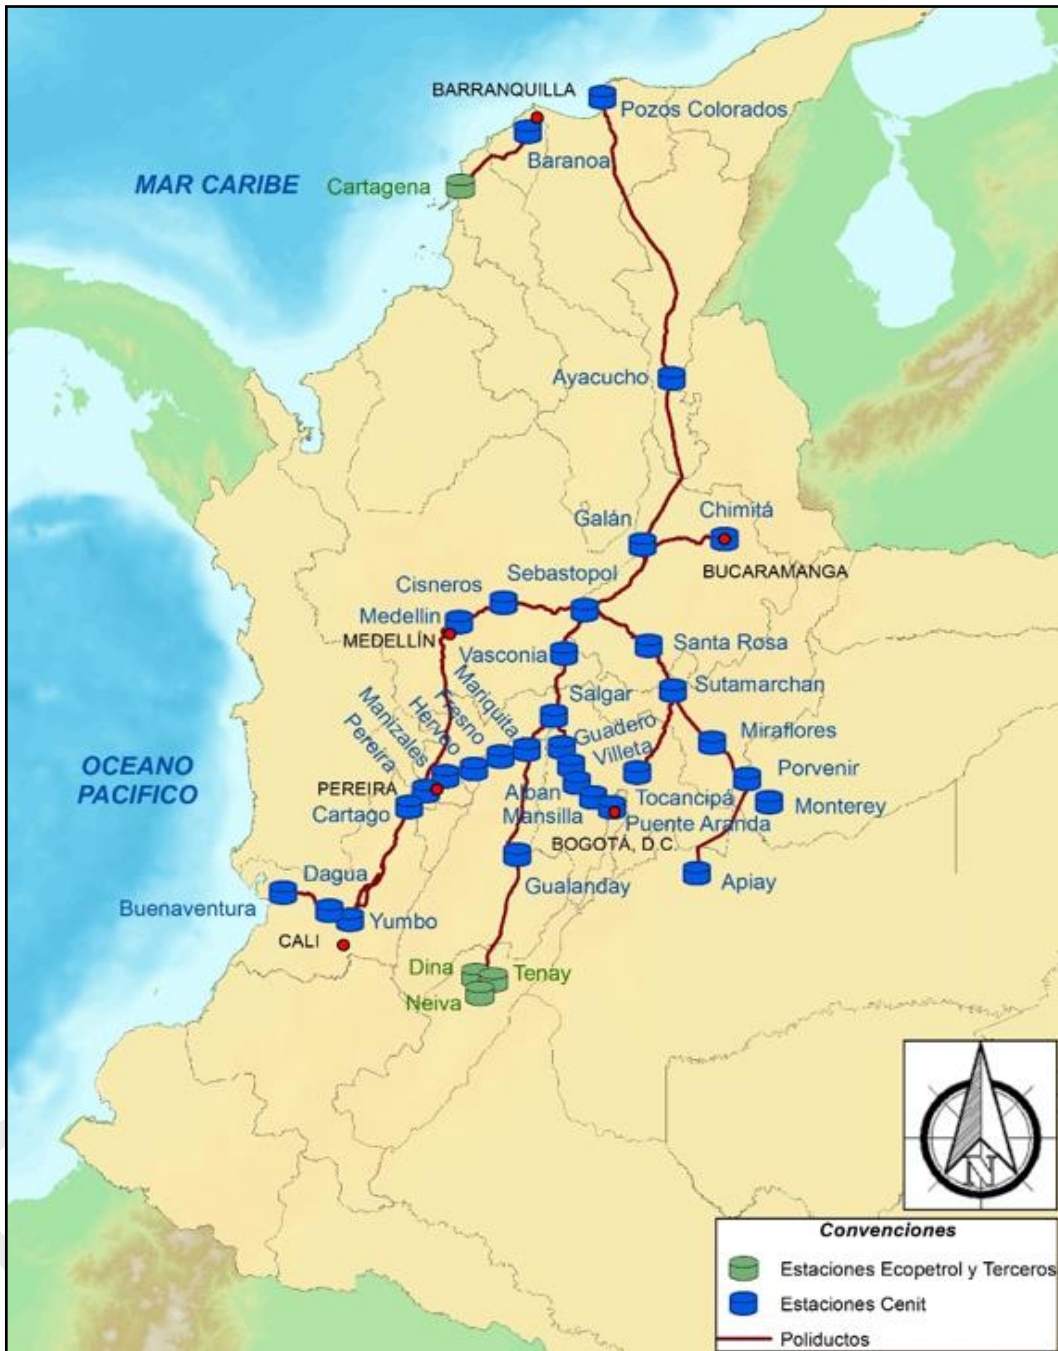 BARRANQUILLA
Pozos Colorados
Baranoa
MAR CARIBE
Cartagena
Ayacucho
Galán
Chimitá
BUCARAMANGA
Sebastopol
Cisneros
Medellin
MEDELLÍN
Vasconia
Santa Rosa
Sutamarchan
Salgar
Mariquita
Fresno
Herveo
Manizales
Pereira
Guadero
Villeta
Miraflores
OCEANO
PACIFICO
PEREIRA
Cartago
Alban
Mansilla
Tocancipá
Puente Aranda
BOGOTÁ, D.C.
Porvenir
Monterey
Apiay
Gualanday
Dagua
Buenaventura
Yumbo
CALI
Dina
Tenay
Neiva
N
Convenciones
Estaciones Ecopetrol y Terceros
Estaciones Cenit
Poliductos